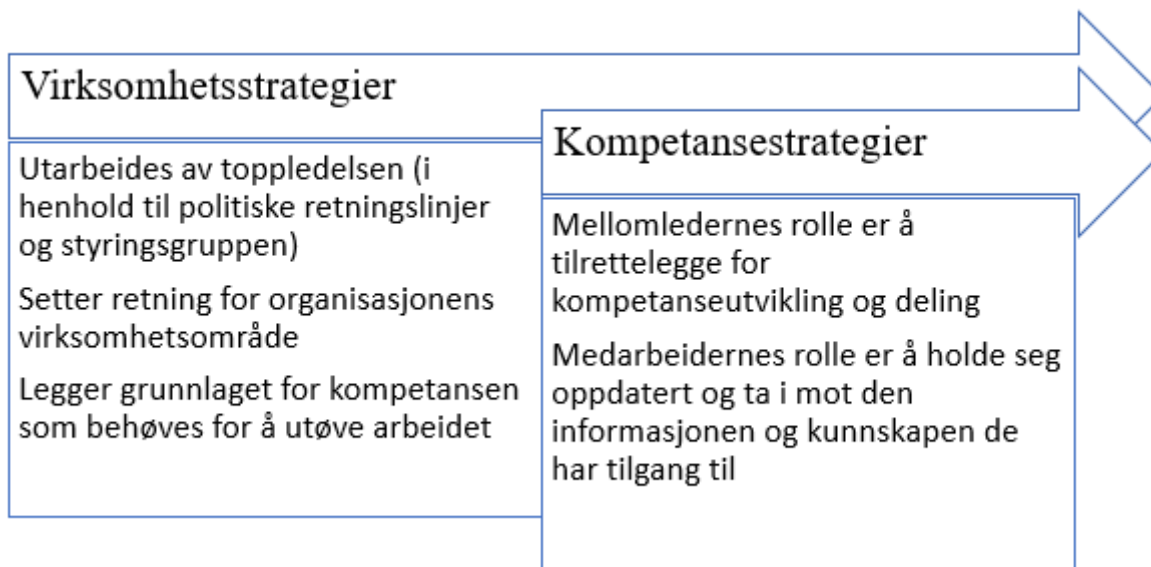 Virksomhetsstrategier
Utarbeides av toppledelsen (i
henhold til politiske retningslinjer
og styringsgruppen)
Setter retning for organisasjonens
virksomhetsområde
Legger grunnlaget for kompetansen
som behøves for å utøve arbeidet
Kompetansestrategier
Mellomledernes rolle er å
tilrettelegge for
kompetanseutvikling og deling
Medarbeidernes rolle er å holde seg
oppdatert og ta i mot den
informasjonen og kunnskapen de
har tilgang til